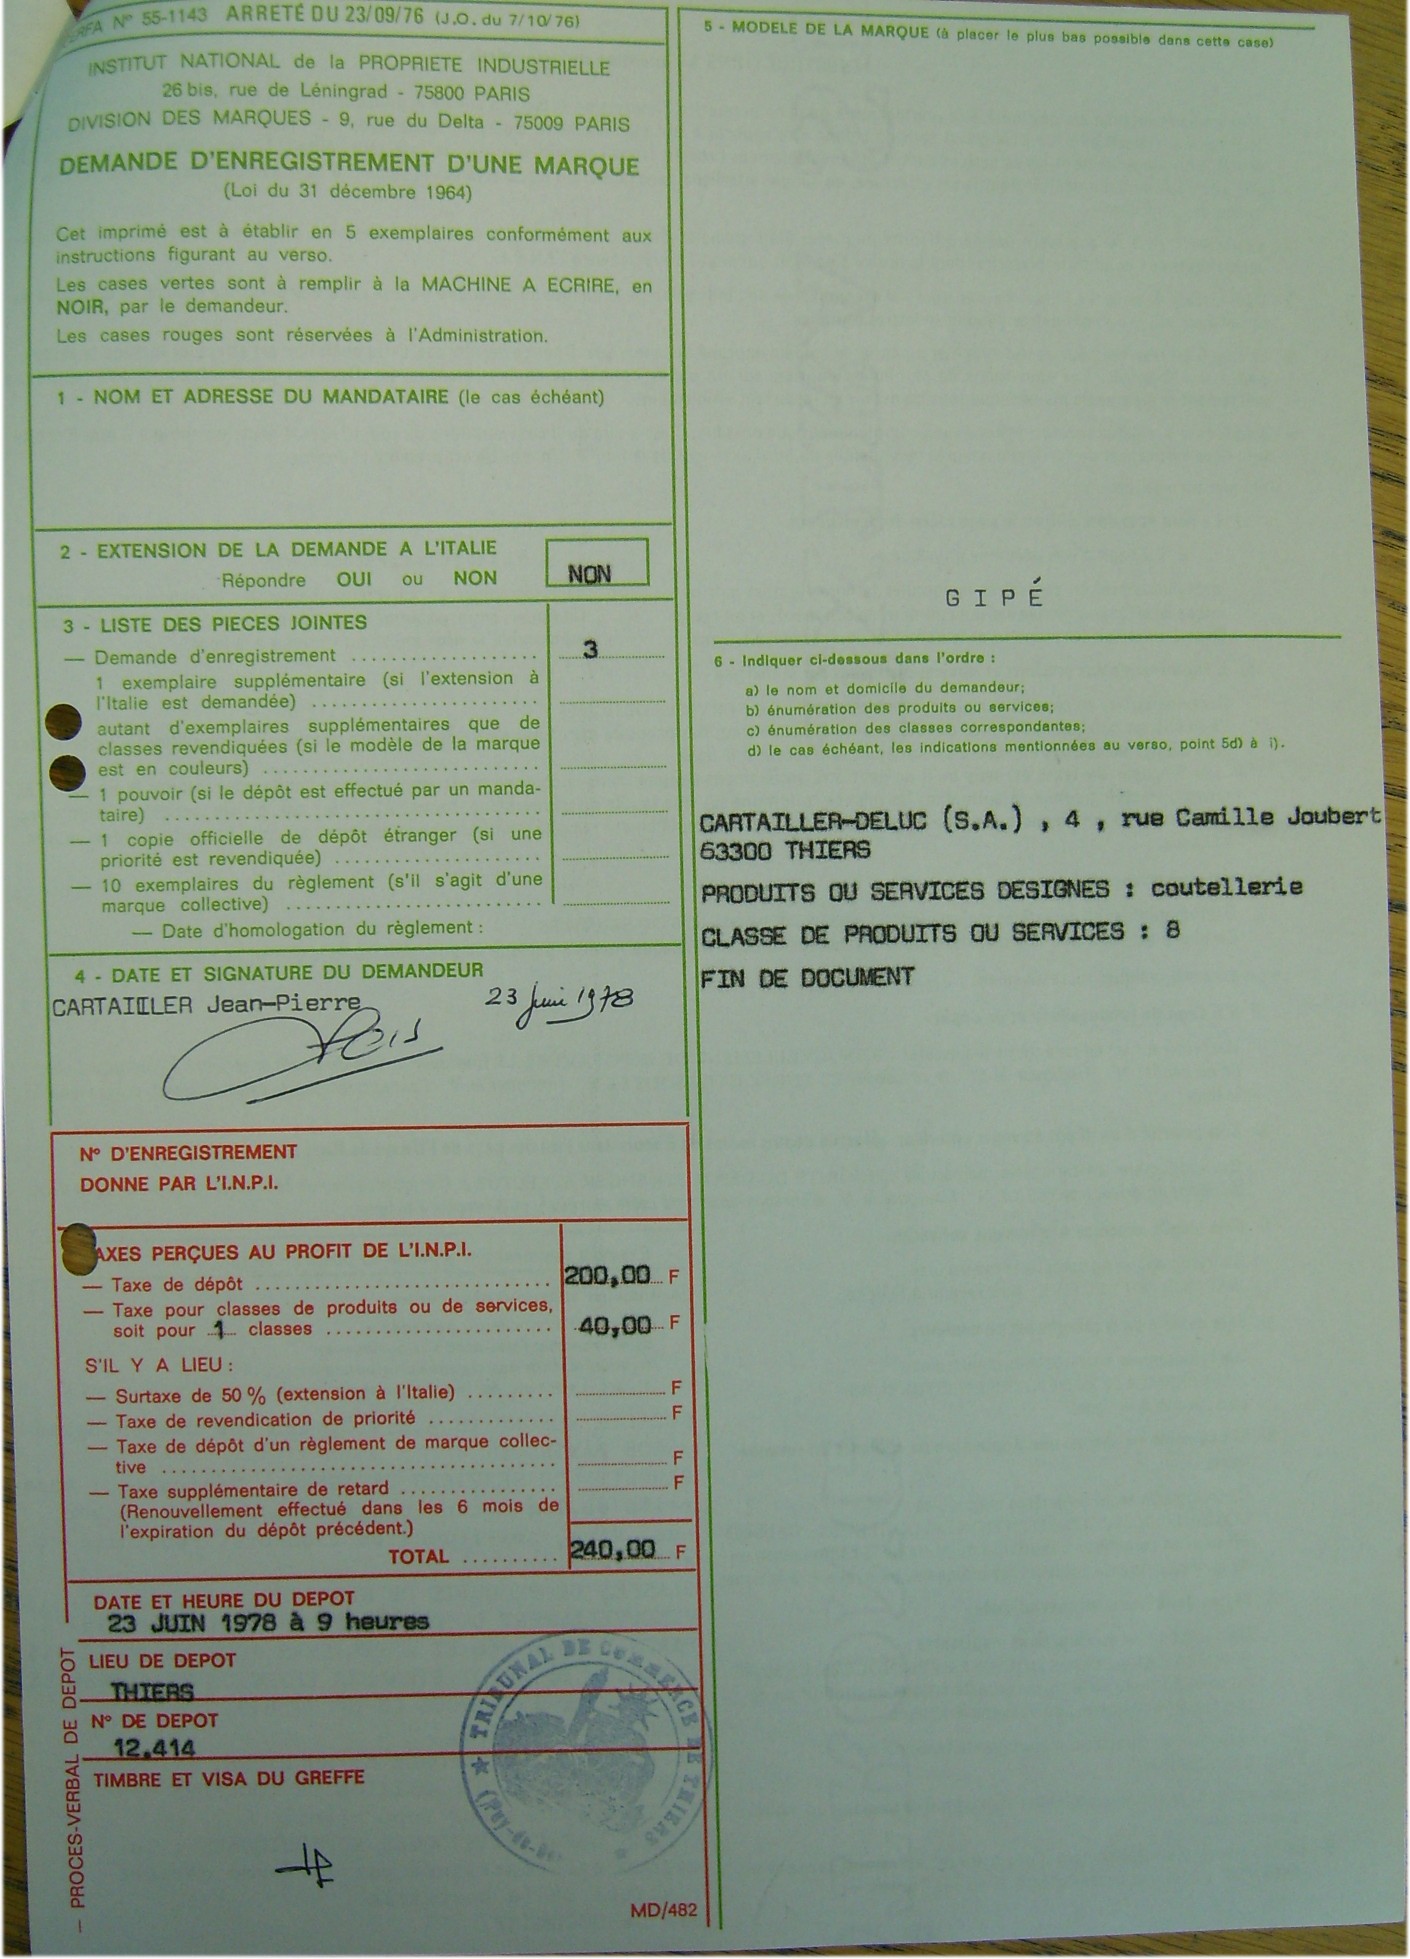 CERFA N° 55-1143 ARRETÉ DU 23/09/76 (J.O. du 7/10/76)
INSTITUT NATIONAL de la PROPRIETE INDUSTRIELLE
26 bis, rue de Léningrad - 75800 PARIS
DIVISION DES MARQUES - 9, rue du Delta - 75009 PARIS
DEMANDE D'ENREGISTREMENT D'UNE MARQUE
(Loi du 31 décembre 1964)
Cet imprimé est à établir en 5 exemplaires conformément aux
instructions figurant au verso.
Les cases vertes sont à remplir à la MACHINE A ECRIRE, en
NOIR, par le demandeur.
Les cases rouges sont réservées à l'Administration.
1 - NOM ET ADRESSE DU MANDATAIRE (le cas échéant)
2 - EXTENSION DE LA DEMANDE A L'ITALIE
Répondre OUI ou NON NON
3 - LISTE DES PIECES JOINTES
— Demande d'enregistrement ................... 3
1 exemplaire supplémentaire (si l'extension à
l'Italie est demandée) .......................
autant d'exemplaires supplémentaires que de
classes revendiquées (si le modèle de la marque
est en couleurs) ............................
— 1 pouvoir (si le dépôt est effectué par un manda-
taire) ......................................
— 1 copie officielle de dépôt étranger (si une
priorité est revendiquée) .....................
— 10 exemplaires du règlement (s'il s'agit d'une
marque collective) ..........................
— Date d'homologation du règlement :
4 - DATE ET SIGNATURE DU DEMANDEUR
CARTAILLER Jean-Pierre 23 juin 1978
N° D'ENREGISTREMENT
DONNE PAR L'I.N.P.I.
TAXES PERÇUES AU PROFIT DE L'I.N.P.I.
— Taxe de dépôt .............................. 200,00 F
— Taxe pour classes de produits ou de services,
soit pour 1 classes ....................... 40,00 F
S'IL Y A LIEU :
— Surtaxe de 50 % (extension à l'Italie) ......... F
— Taxe de revendication de priorité ............. F
— Taxe de dépôt d'un règlement de marque collec-
tive ........................................ F
— Taxe supplémentaire de retard ................ F
(Renouvellement effectué dans les 6 mois de
l'expiration du dépôt précédent.)
TOTAL .......... 240,00 F
DATE ET HEURE DU DEPOT
23 JUIN 1978 à 9 heures
LIEU DE DEPOT
THIERS
N° DE DEPOT
12.414
TIMBRE ET VISA DU GREFFE
— PROCES-VERBAL DE DEPOT
TRIBUNAL DE COMMERCE DE THIERS
MD/482
5 - MODELE DE LA MARQUE (à placer le plus bas possible dans cette case)
G I P É
6 - Indiquer ci-dessous dans l'ordre :
a) le nom et domicile du demandeur;
b) énumération des produits ou services;
c) énumération des classes correspondantes;
d) le cas échéant, les indications mentionnées au verso, point 5d) à i).
CARTAILLER-DELUC (S.A.) , 4 , rue Camille Joubert
63300 THIERS
PRODUITS OU SERVICES DESIGNES : coutellerie
CLASSE DE PRODUITS OU SERVICES : 8
FIN DE DOCUMENT